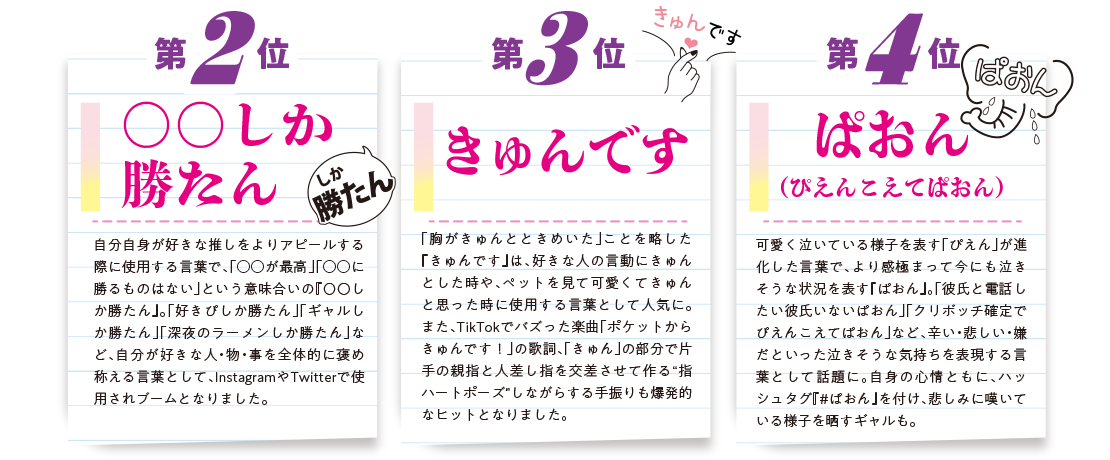 第2位
〇〇しか
勝たん
しか
勝たん
自分自身が好きな推しをよりアピールする
際に使用する言葉で、「〇〇が最高」「〇〇に
勝るものはない」という意味合いの『〇〇し
か勝たん』。「好きぴしか勝たん」「ギャルし
か勝たん」「深夜のラーメンしか勝たん」な
ど、自分が好きな人・物・事を全体的に褒め
称える言葉として、InstagramやTwitterで使
用されブームとなりました。
第3位
きゅんです
きゅんです
「胸がきゅんとときめいた」ことを略した
『きゅんです』は、好きな人の言動にきゅん
とした時や、ペットを見て可愛くてきゅん
と思った時に使用する言葉として人気に。
また、TikTokでバズった楽曲「ポケットから
きゅんです！」の歌詞、「きゅん」の部分で片
手の親指と人差し指を交差させて作る“指
ハートポーズ”しながらする手振りも爆発的
なヒットとなりました。
第4位
ぱおん
ぱおん
（ぴえんこえてぱおん）
可愛く泣いている様子を表す「ぴえん」が進
化した言葉で、より感極まって今にも泣き
そうな状況を表す『ぱおん』。「彼氏と電話し
たい彼氏いないぱおん」「クリボッチ確定で
ぴえんこえてぱおん」など、辛い・悲しい・嫌
だといった泣きそうな気持ちを表現する言
葉として話題に。自身の心情ともに、ハッ
シュタグ『#ぱおん』を付け、悲しみに嘆いて
いる様子を晒すギャルも。